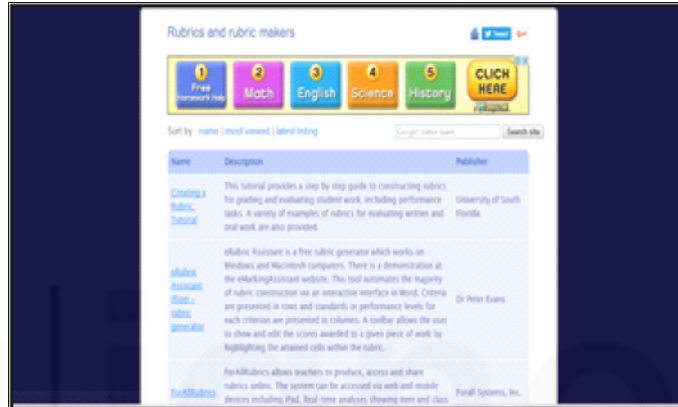 Rubrics and rubric makers
Tweet
1
Free
Homework Help
2
Math
3
English
4
Science
5
History
CLICK
HERE
Sort by name | most viewed | latest listing
Search site
Name Description Publisher
Creating a
Rubric:
Tutorial
This tutorial provides a step by step guide to constructing rubrics
for grading and evaluating student work, including performance
tasks. A variety of examples of rubrics for evaluating written and
oral work are also provided.
University of South
Florida
eRubric
Assistant
(free) -
rubric
generator
eRubric Assistant is a free rubric generator which works on
Windows and Macintosh computers. There is a demonstration at
the eMarkingAssistant website. This tool automates the majority
of rubric construction via an interactive interface in Word. Criteria
are presented in rows and standards or performance levels for
each criterion are presented in columns. A toolbar allows the user
to show and edit the scores awarded to a given piece of work by
highlighting the attained cells within the rubric.
Dr Peter Evans
ForAllRubrics
ForAllRubrics allows teachers to produce, access and share
rubrics online. The system can be accessed via web and mobile
devices including iPad. Real-time analyses showing item and class
Forall Systems, Inc.